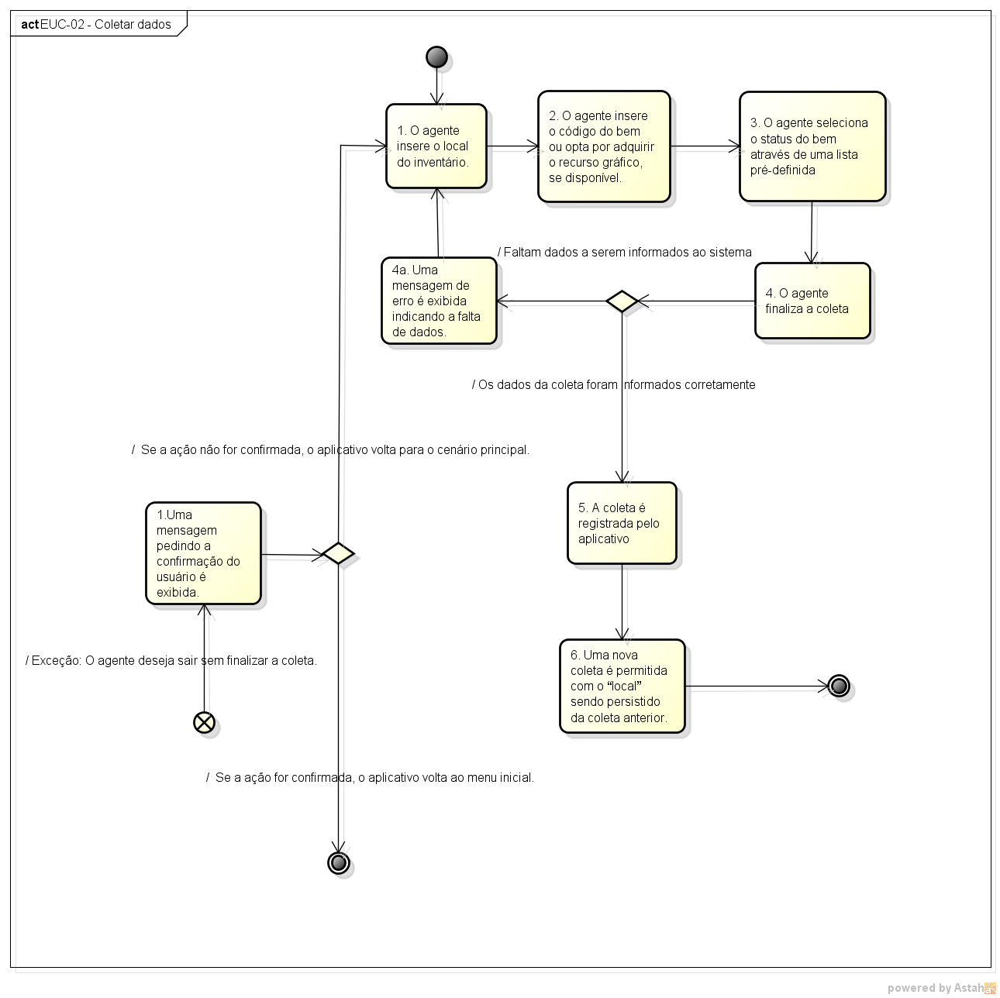 act EUC-02 - Coletar dados
1. O agente
insere o local
do inventário.
2. O agente insere
o código do bem
ou opta por adquirir
o recurso gráfico,
se disponível.
3. O agente seleciona
o status do bem
através de uma lista
pré-definida
/ Faltam dados a serem informados ao sistema
4a. Uma
mensagem de
erro é exibida
indicando a falta
de dados.
4. O agente
finaliza a coleta
/ Os dados da coleta foram informados corretamente
/  Se a ação não for confirmada, o aplicativo volta para o cenário principal.
1.Uma
mensagem
pedindo a
confirmação do
usuário é
exibida.
5. A coleta é
registrada pelo
aplicativo
/ Exceção: O agente deseja sair sem finalizar a coleta.
6. Uma nova
coleta é permitida
com o “local”
sendo persistido
da coleta anterior.
/  Se a ação for confirmada, o aplicativo volta ao menu inicial.
powered by Astah